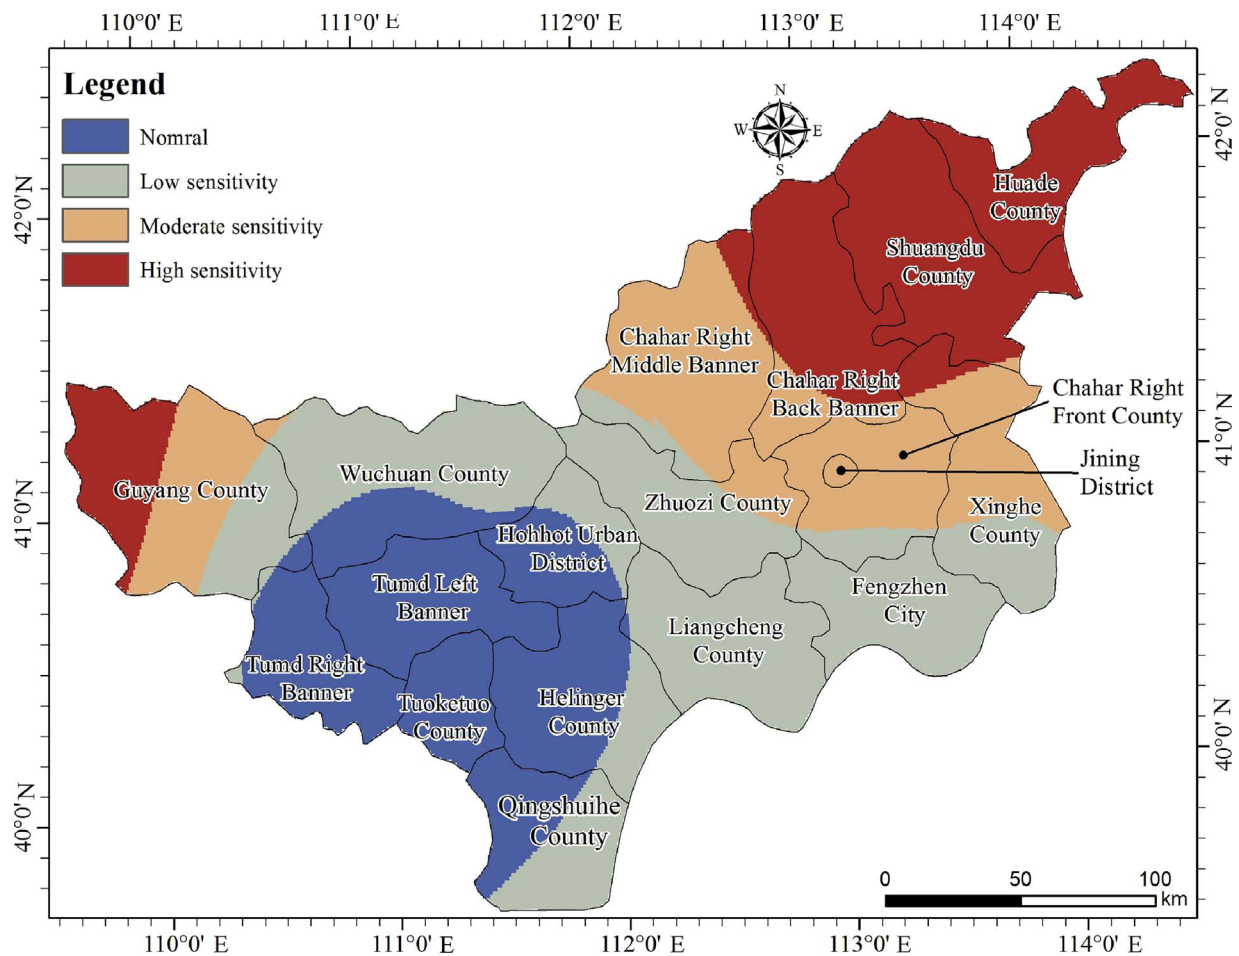 110°0′ E
111°0′ E
112°0′ E
113°0′ E
114°0′ E
Legend
Nomral
Low sensitivity
Moderate sensitivity
High sensitivity
N
W
E
S
42°0′ N
42°0′ N
41°0′ N
41°0′ N
40°0′ N
40°0′ N
Huade
County
Shuangdu
County
Chahar Right
Middle Banner
Chahar Right
Back Banner
Chahar Right
Front County
Jining
District
Guyang County
Wuchuan County
Zhuozi County
Xinghe
County
Hohhot Urban
District
Tumd Left
Banner
Fengzhen
City
Liangcheng
County
Tumd Right
Banner
Tuoketuo
County
Helinger
County
Qingshuihe
County
0
50
100
km
110°0′ E
111°0′ E
112°0′ E
113°0′ E
114°0′ E